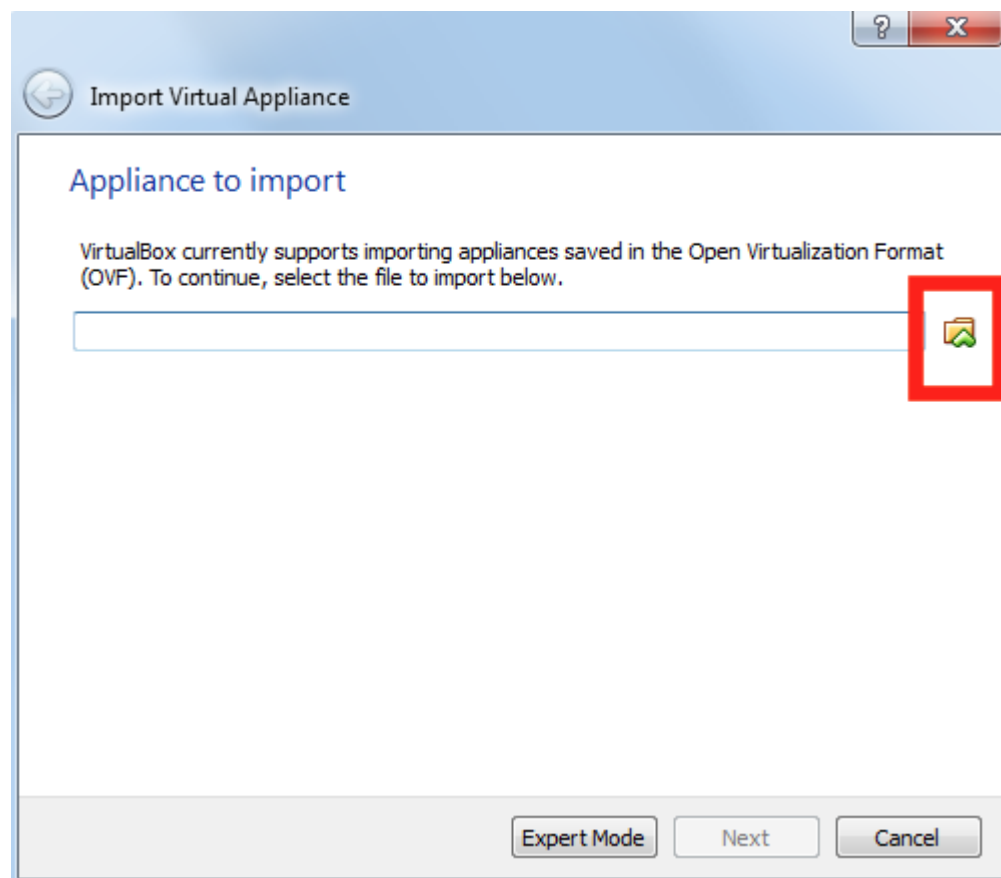 Import Virtual Appliance
Appliance to import
VirtualBox currently supports importing appliances saved in the Open Virtualization Format
(OVF). To continue, select the file to import below.
Expert Mode Next Cancel